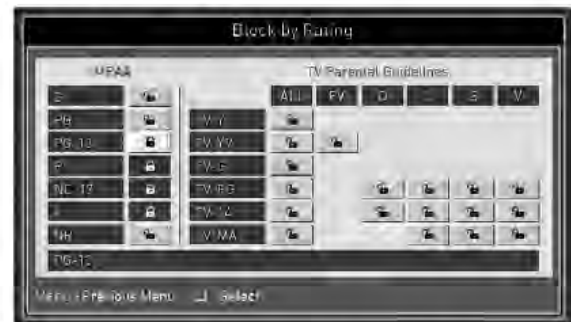 Block by Rating
MPAA TV Parental Guidelines
G ALL FV D L S V
PG TV-Y
PG-13 TV-Y7
R TV-G
NC-17 TV-PG
X TV-14
NR TV-MA
PG-13
Menu : Previous Menu Select